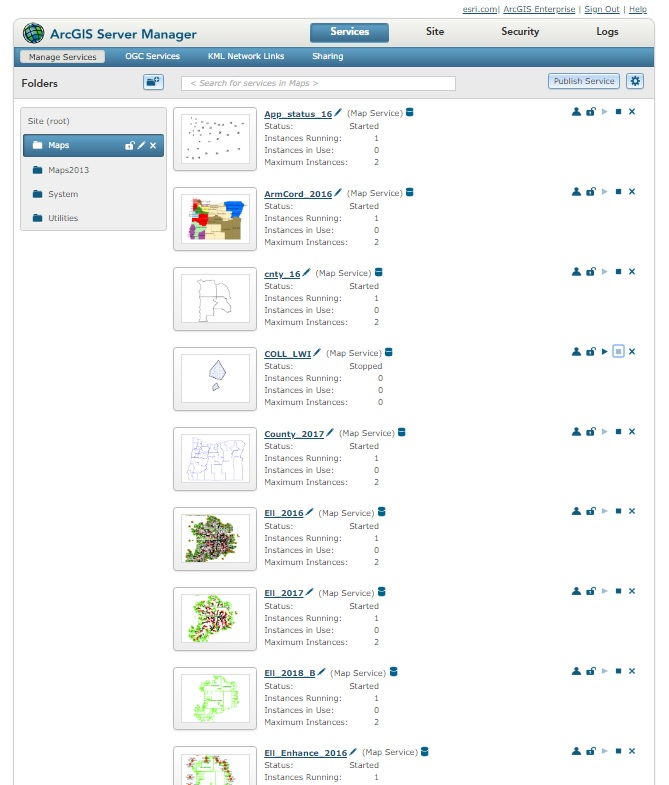 esri.com| ArcGIS Enterprise | Sign Out | Help
ArcGIS Server Manager
Services Site Security Logs
Manage Services OGC Services KML Network Links Sharing
Folders
< Search for services in Maps >
Publish Service
Site (root)
Maps
Maps2013
System
Utilities
App_status_16 (Map Service)
Status: Started
Instances Running: 1
Instances in Use: 0
Maximum Instances: 2
ArmCord_2016 (Map Service)
Status: Started
Instances Running: 1
Instances in Use: 0
Maximum Instances: 2
cnty_16 (Map Service)
Status: Started
Instances Running: 1
Instances in Use: 0
Maximum Instances: 2
COLL_LWI (Map Service)
Status: Stopped
Instances Running: 0
Instances in Use: 0
Maximum Instances: 0
County_2017 (Map Service)
Status: Started
Instances Running: 1
Instances in Use: 0
Maximum Instances: 2
Ell_2016 (Map Service)
Status: Started
Instances Running: 1
Instances in Use: 0
Maximum Instances: 2
Ell_2017 (Map Service)
Status: Started
Instances Running: 1
Instances in Use: 0
Maximum Instances: 2
Ell_2018_B (Map Service)
Status: Started
Instances Running: 1
Instances in Use: 0
Maximum Instances: 2
Ell_Enhance_2016 (Map Service)
Status: Started
Instances Running: 1